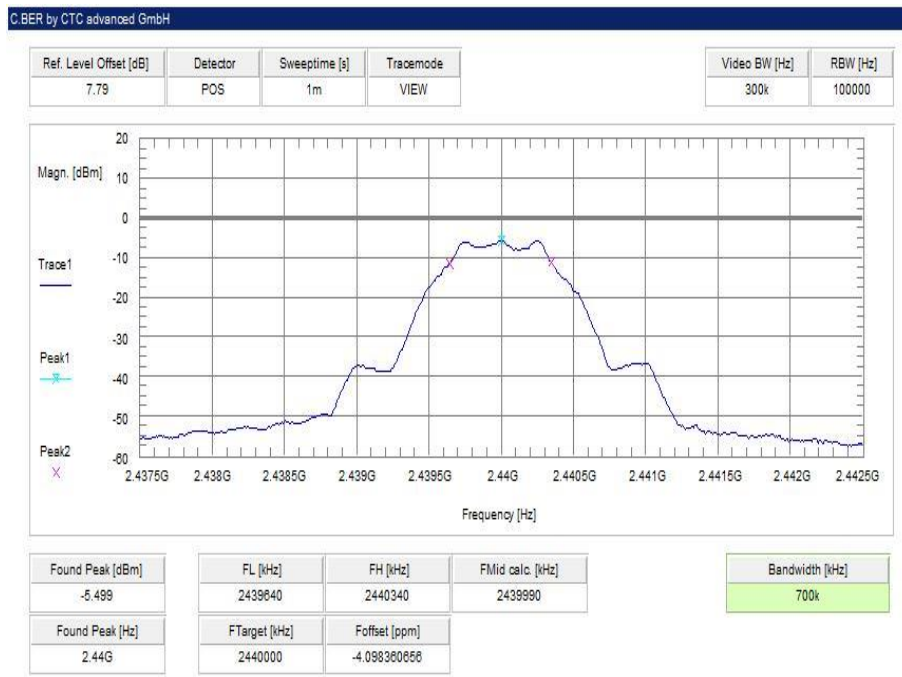 C.BER by CTC advanced GmbH
Ref. Level Offset [dB] Detector Sweeptime [s] Tracemode Video BW [Hz] RBW [Hz]
7.79 POS 1m VIEW 300k 100000
Magn. [dBm]
20
10
0
-10
-20
-30
-40
-50
-60
Trace1
Peak1
Peak2
2.4375G 2.438G 2.4385G 2.439G 2.4395G 2.44G 2.4405G 2.441G 2.4415G 2.442G 2.4425G
Frequency [Hz]
Found Peak [dBm] FL [kHz] FH [kHz] FMid calc. [kHz] Bandwidth [kHz]
-5.499 2439640 2440340 2439990 700k
Found Peak [Hz] FTarget [kHz] Foffset [ppm]
2.44G 2440000 -4.098360656